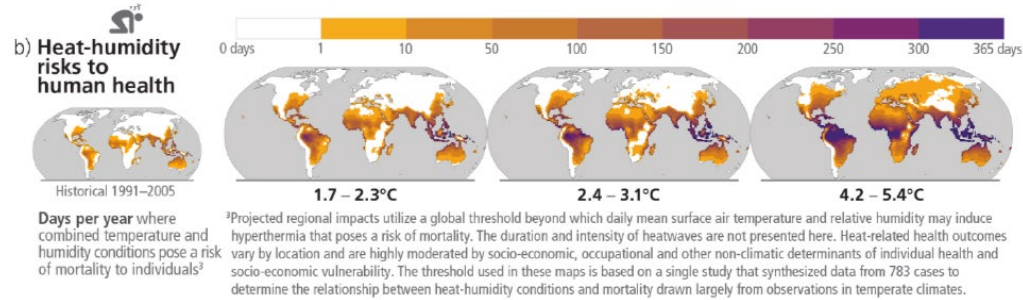 b) Heat-humidity
risks to
human health
0 days 1 10 50 100 150 200 250 300 365 days
Historical 1991–2005
1.7 – 2.3°C 2.4 – 3.1°C 4.2 – 5.4°C
Days per year where
combined temperature and
humidity conditions pose a risk
of mortality to individuals³
³Projected regional impacts utilize a global threshold beyond which daily mean surface air temperature and relative humidity may induce
hyperthermia that poses a risk of mortality. The duration and intensity of heatwaves are not presented here. Heat-related health outcomes
vary by location and are highly moderated by socio-economic, occupational and other non-climatic determinants of individual health and
socio-economic vulnerability. The threshold used in these maps is based on a single study that synthesized data from 783 cases to
determine the relationship between heat-humidity conditions and mortality drawn largely from observations in temperate climates.